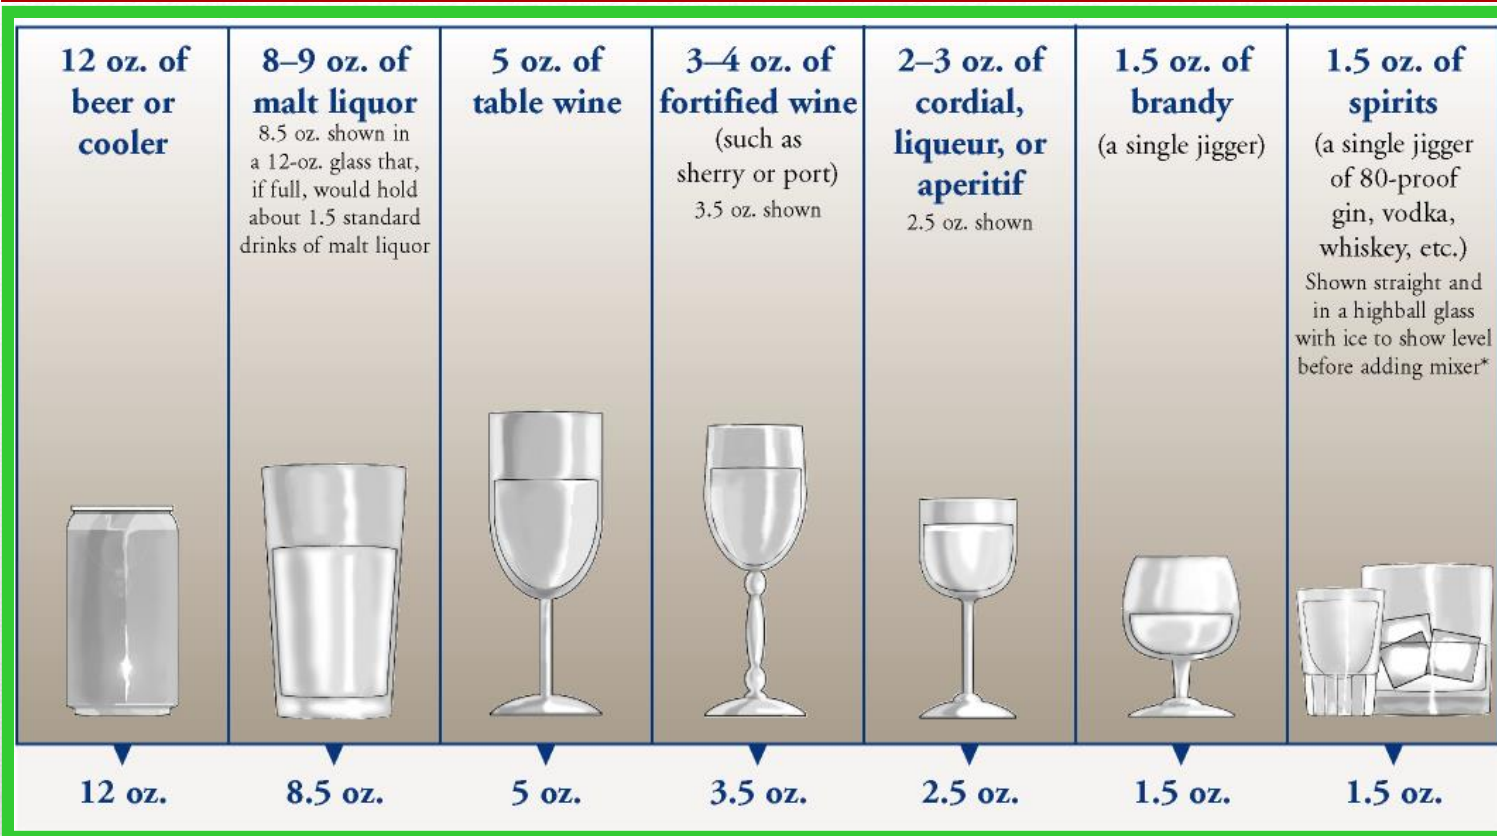 12 oz. of
beer or
cooler
8–9 oz. of
malt liquor
8.5 oz. shown in
a 12-oz. glass that,
if full, would hold
about 1.5 standard
drinks of malt liquor
5 oz. of
table wine
3–4 oz. of
fortified wine
(such as
sherry or port)
3.5 oz. shown
2–3 oz. of
cordial,
liqueur, or
aperitif
2.5 oz. shown
1.5 oz. of
brandy
(a single jigger)
1.5 oz. of
spirits
(a single jigger
of 80-proof
gin, vodka,
whiskey, etc.)
Shown straight and
in a highball glass
with ice to show level
before adding mixer*
12 oz.
8.5 oz.
5 oz.
3.5 oz.
2.5 oz.
1.5 oz.
1.5 oz.